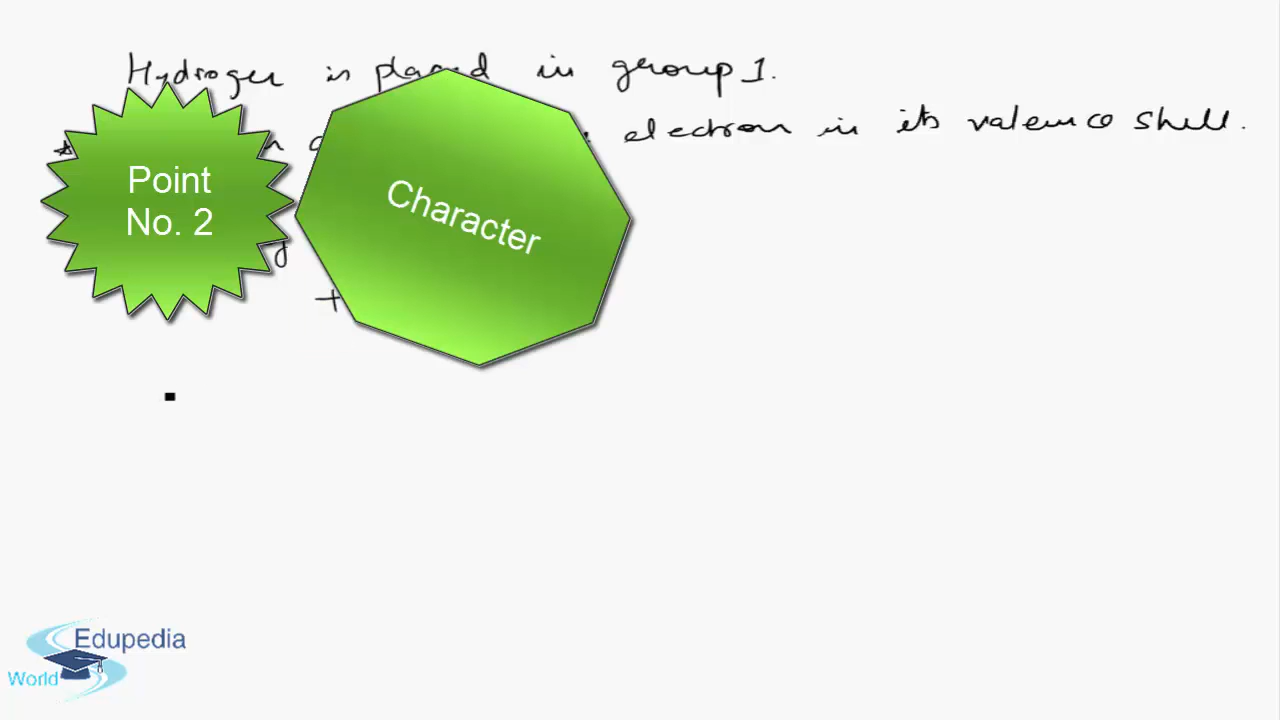 Hydrogen is placed in group 1.
electron in its valence shell.
Point
No. 2
Character
+
Edupedia
World